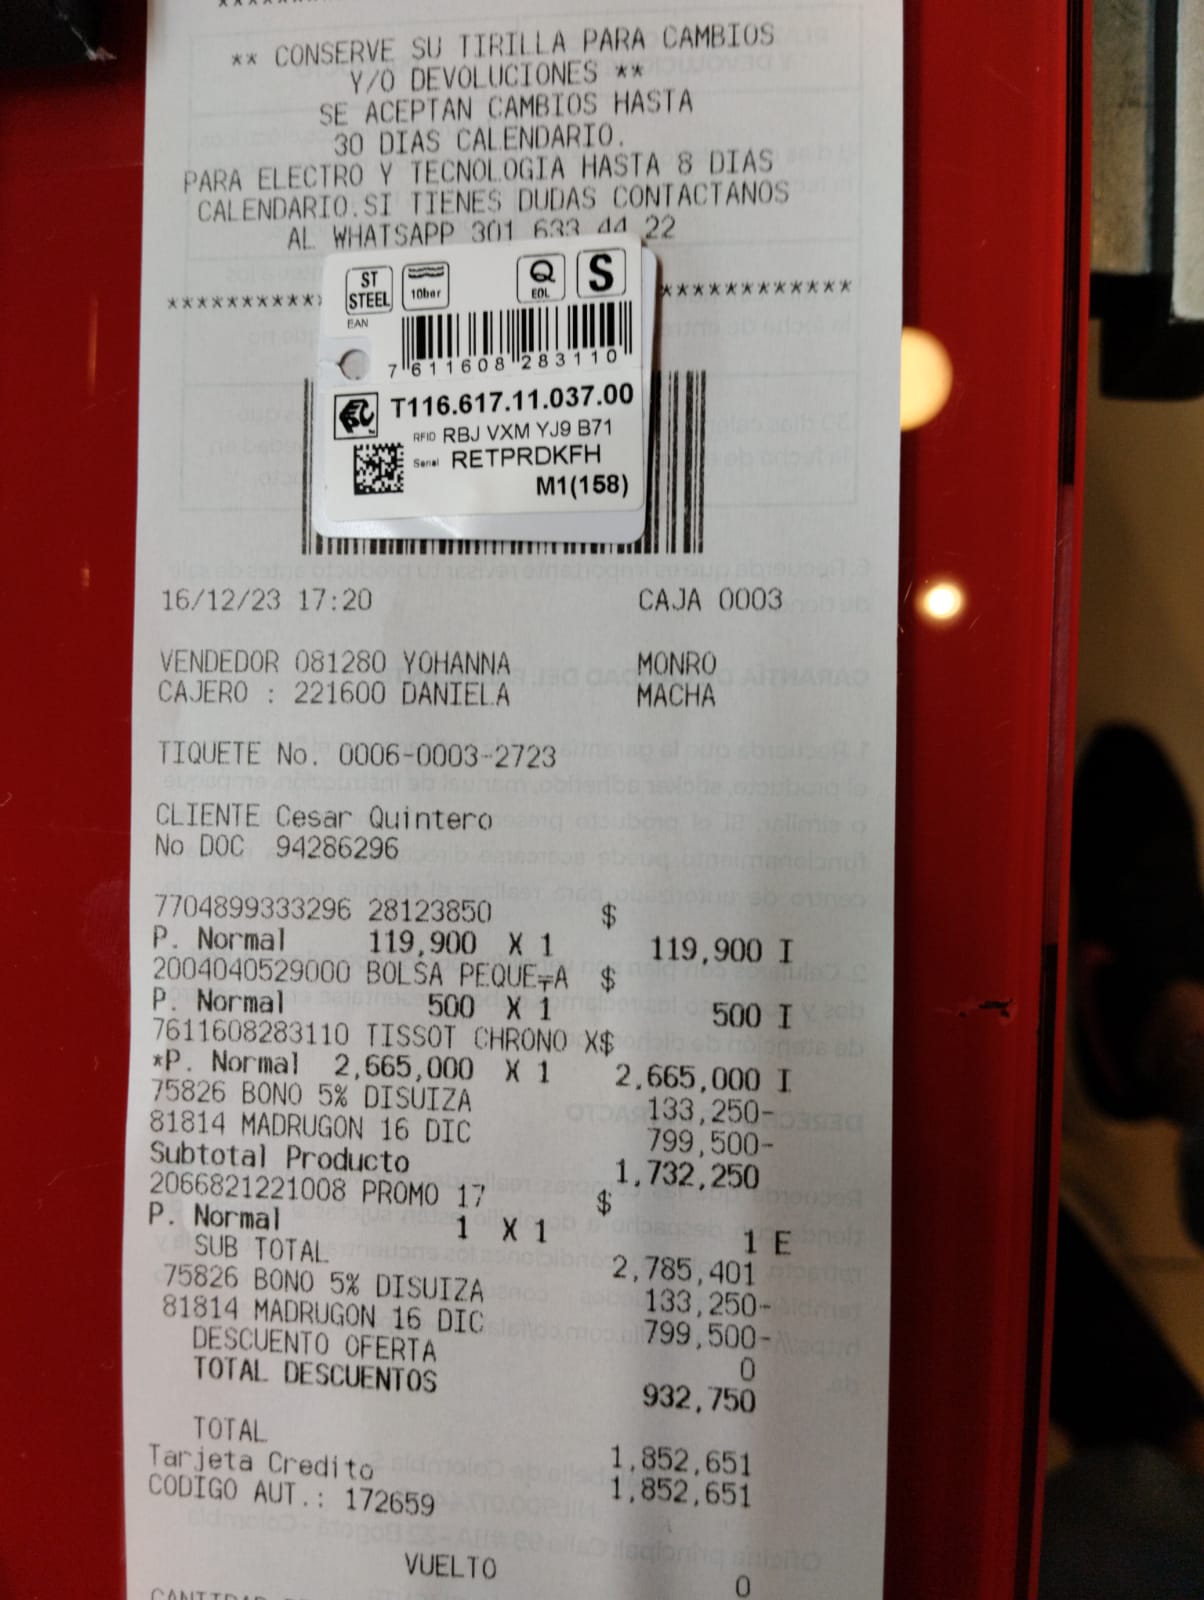 ** CONSERVE SU TIRILLA PARA CAMBIOS
Y/O DEVOLUCIONES **
SE ACEPTAN CAMBIOS HASTA
30 DIAS CALENDARIO.
PARA ELECTRO Y TECNOLOGIA HASTA 8 DIAS
CALENDARIO.SI TIENES DUDAS CONTACTANOS
AL WHATSAPP 301 633 44 22
ST STEEL
10bar
Q
EOL
S
EAN
7 611608 283110
T116.617.11.037.00
RFID RBJ VXM YJ9 B71
Serial RETPRDKFH
M1(158)
16/12/23 17:20 CAJA 0003
VENDEDOR 081280 YOHANNA MONRO
CAJERO : 221600 DANIELA MACHA
TIQUETE No. 0006-0003-2723
CLIENTE Cesar Quintero
No DOC 94286296
7704899333296 28123850 $
P. Normal 119,900 X 1 119,900 I
2004040529000 BOLSA PEQUE╤A $
P. Normal 500 X 1 500 I
7611608283110 TISSOT CHRONO X$
*P. Normal 2,665,000 X 1 2,665,000 I
75826 BONO 5% DISUIZA 133,250-
81814 MADRUGON 16 DIC 799,500-
Subtotal Producto 1,732,250
2066821221008 PROMO 17 $
P. Normal 1 X 1 1 E
SUB TOTAL 2,785,401
75826 BONO 5% DISUIZA 133,250-
81814 MADRUGON 16 DIC 799,500-
DESCUENTO OFERTA 0
TOTAL DESCUENTOS 932,750
TOTAL 1,852,651
Tarjeta Credito 1,852,651
CODIGO AUT.: 172659
VUELTO 0